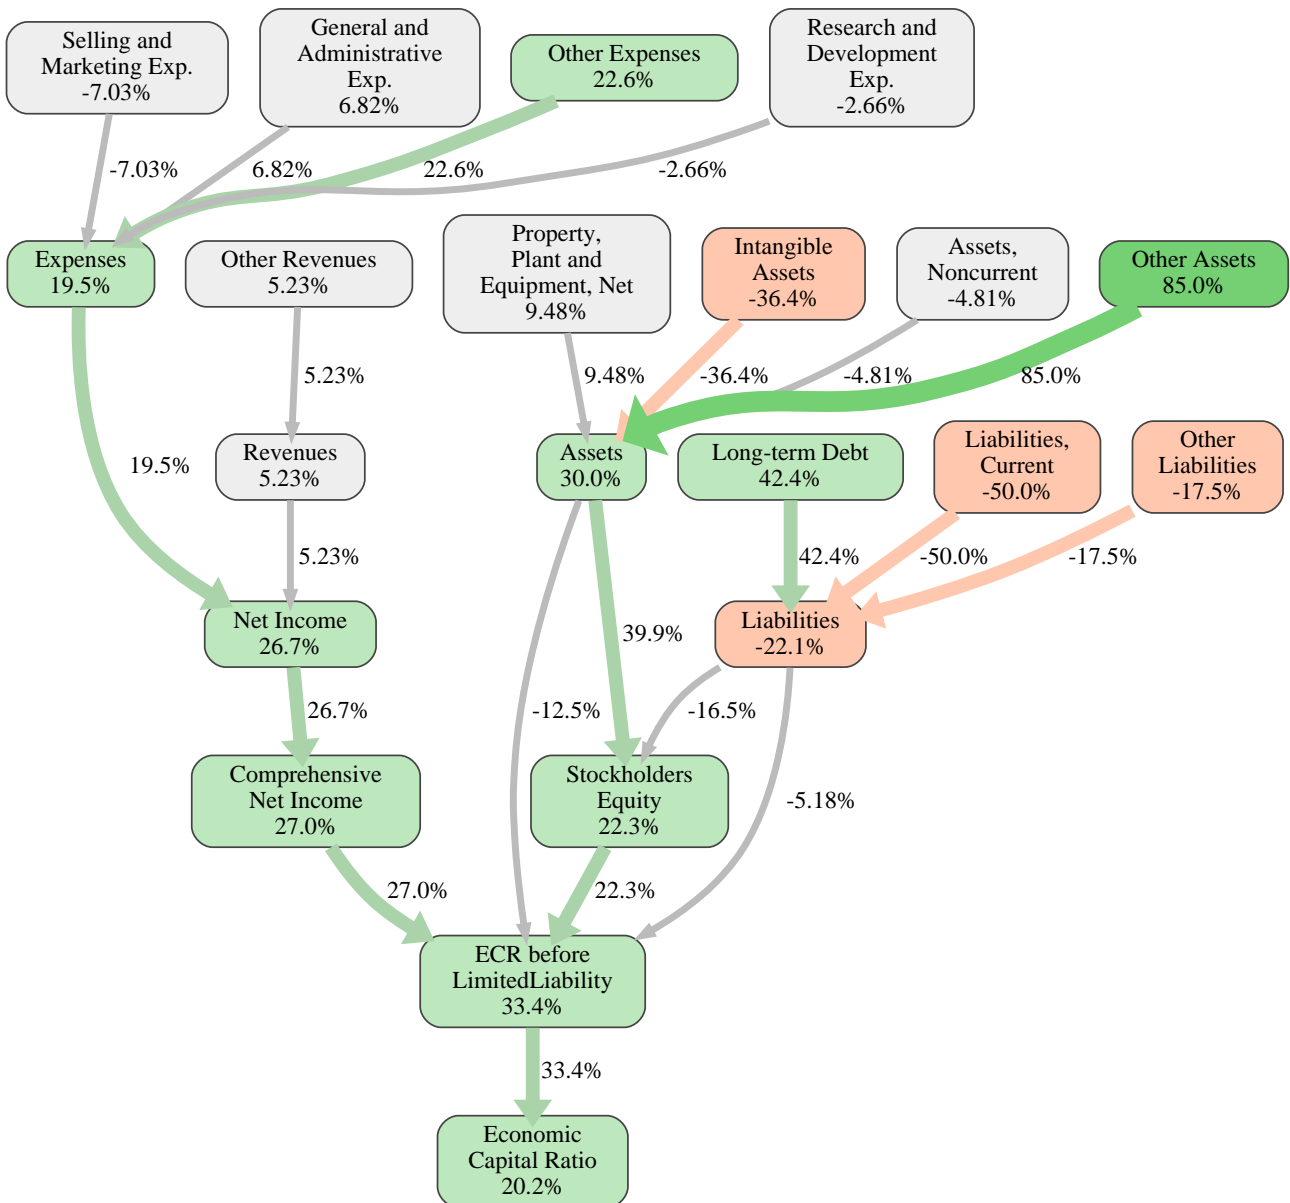 Selling and
Marketing Exp.
-7.03%
General and
Administrative
Exp.
6.82%
Other Expenses
22.6%
Research and
Development
Exp.
-2.66%
-7.03%
6.82%
22.6%
-2.66%
Expenses
19.5%
Other Revenues
5.23%
Property,
Plant and
Equipment, Net
9.48%
Intangible
Assets
-36.4%
Assets,
Noncurrent
-4.81%
Other Assets
85.0%
5.23%
9.48%
-36.4%
-4.81%
85.0%
19.5%
Revenues
5.23%
Assets
30.0%
Long-term Debt
42.4%
Liabilities,
Current
-50.0%
Other
Liabilities
-17.5%
5.23%
42.4%
-50.0%
-17.5%
Net Income
26.7%
39.9%
Liabilities
-22.1%
26.7%
-12.5%
-16.5%
Comprehensive
Net Income
27.0%
Stockholders
Equity
22.3%
-5.18%
27.0%
22.3%
ECR before
LimitedLiability
33.4%
33.4%
Economic
Capital Ratio
20.2%